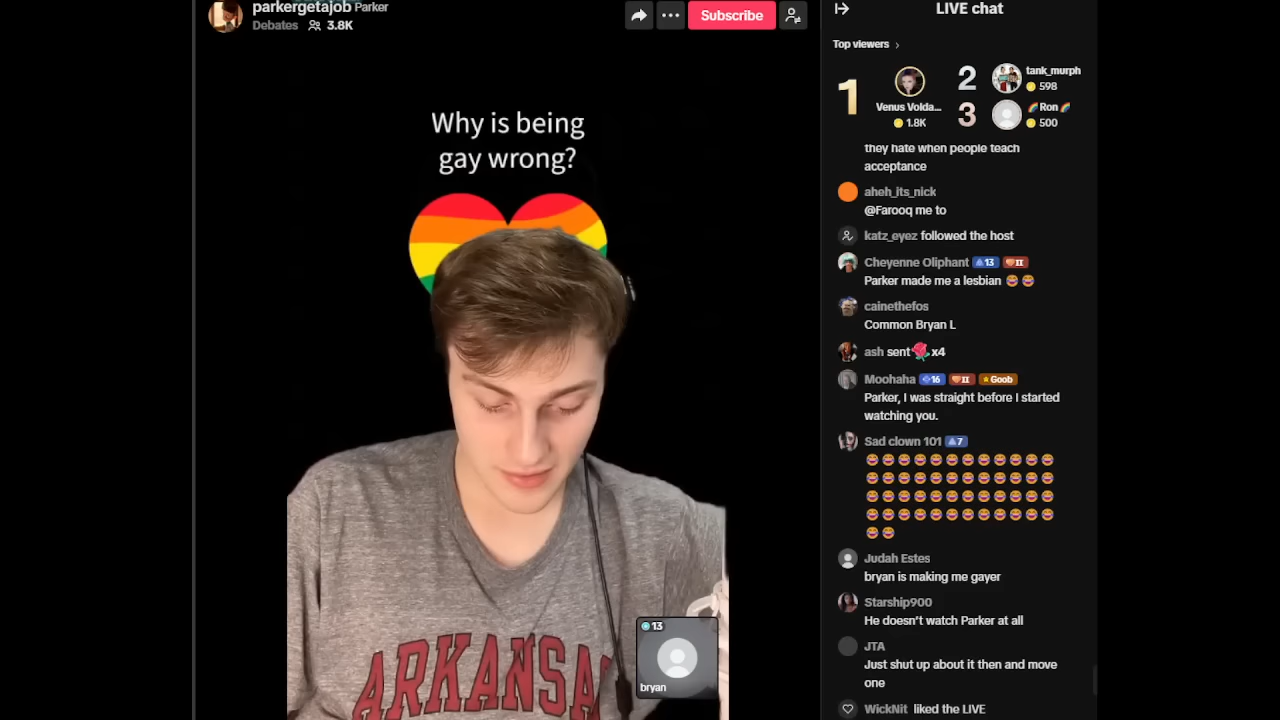 parkergetajob Parker
Debates 3.8K
Subscribe
Why is being
gay wrong?
ARKANSAS
13
bryan
LIVE chat
Top viewers
1
Venus Volda...
1.8K
2
tank_murph
598
3
Ron
500
they hate when people teach
acceptance
aheh_its_nick
@Farooq me to
katz_eyez followed the host
Cheyenne Oliphant 13 II
Parker made me a lesbian
cainethefos
Common Bryan L
ash sent x4
Moohaha 16 II Goob
Parker, I was straight before I started
watching you.
Sad clown 101 7
Judah Estes
bryan is making me gayer
Starship900
He doesn't watch Parker at all
JTA
Just shut up about it then and move
one
WickNit liked the LIVE